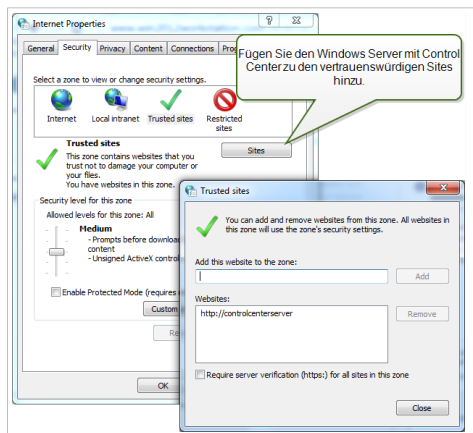 Internet Properties
General Security Privacy Content Connections
Fügen Sie den Windows Server mit Control
Center zu den vertrauenswürdigen Sites
hinzu.
Select a zone to view or change security settings.
Internet Local intranet Trusted sites Restricted
sites
Trusted sites
This zone contains websites that you
trust not to damage your computer or
your files.
You have websites in this zone.
Sites
Security level for this zone
Allowed levels for this zone: All
Medium
- Prompts before
content
- Unsigned ActiveX
Enable Protected Mode (requires
Custom
OK
Trusted sites
You can add and remove websites from this zone. All websites in
this zone will use the zone's security settings.
Add this website to the zone:
Add
Websites:
http://controlcenterserver
Remove
Require server verification (https:) for all sites in this
zone
Close